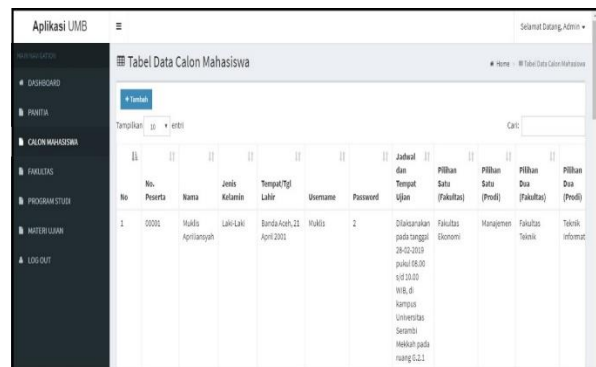 Aplikasi UMB
Selamat Datang, Admin
Tabel Data Calon Mahasiswa
Home > Tabel Data Calon Mahasiswa
DASHBOARD
PANITIA
CALON MAHASISWA
FAKULTAS
PROGRAM STUDI
MATERI UJIAN
LOG OUT
+ Tambah
Tampilkan 10 entri
Cari:
No
No.
Peserta
Nama
Jenis
Kelamin
Tempat/Tgl
Lahir
Username
Password
Jadwal
dan
Tempat
Ujian
Pilihan
Satu
(Fakultas)
Pilihan
Satu
(Prodi)
Pilihan
Dua
(Fakultas)
Pilihan
Dua
(Prodi)
1
00001
Muklis
Apriliansyah
Laki-Laki
Banda Aceh, 21
April 2001
Muklis
2
Dilaksanakan
pada tanggal
28-02-2019
pukul 08.00
s/d 10.00
WIB, di
kampus
Universitas
Serambi
Mekkah pada
ruang G.2.1
Fakultas
Ekonomi
Manajemen
Fakultas
Teknik
Teknik
Informat